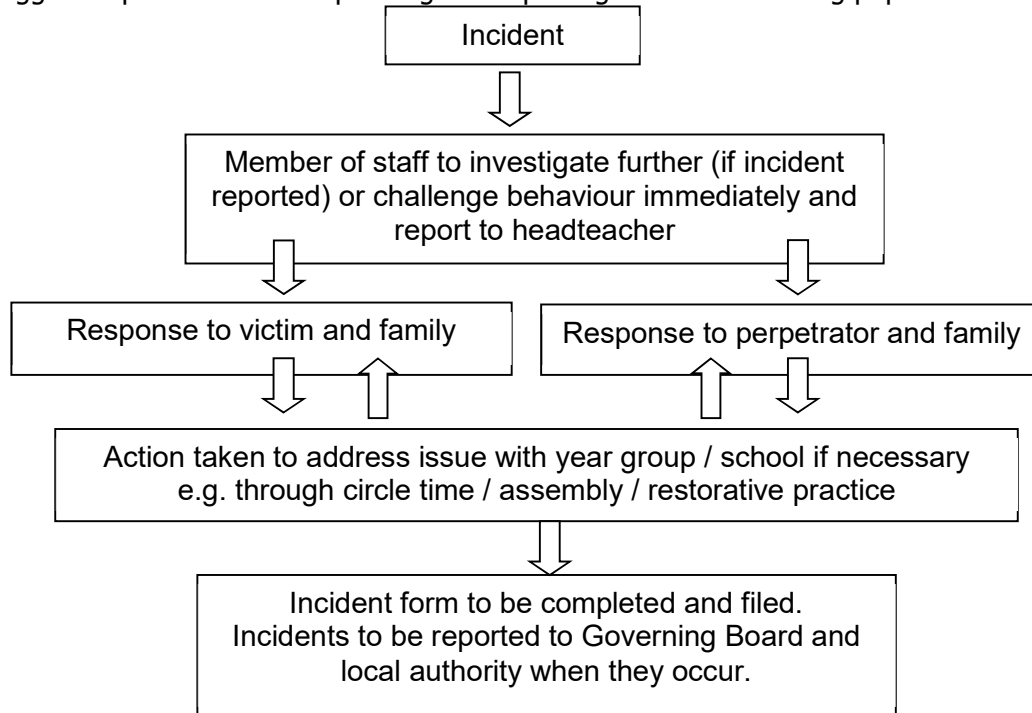 Incident
Member of staff to investigate further (if incident
reported) or challenge behaviour immediately and
report to headteacher
Response to victim and family
Response to perpetrator and family
Action taken to address issue with year group / school if necessary
e.g. through circle time / assembly / restorative practice
Incident form to be completed and filed.
Incidents to be reported to Governing Board and
local authority when they occur.